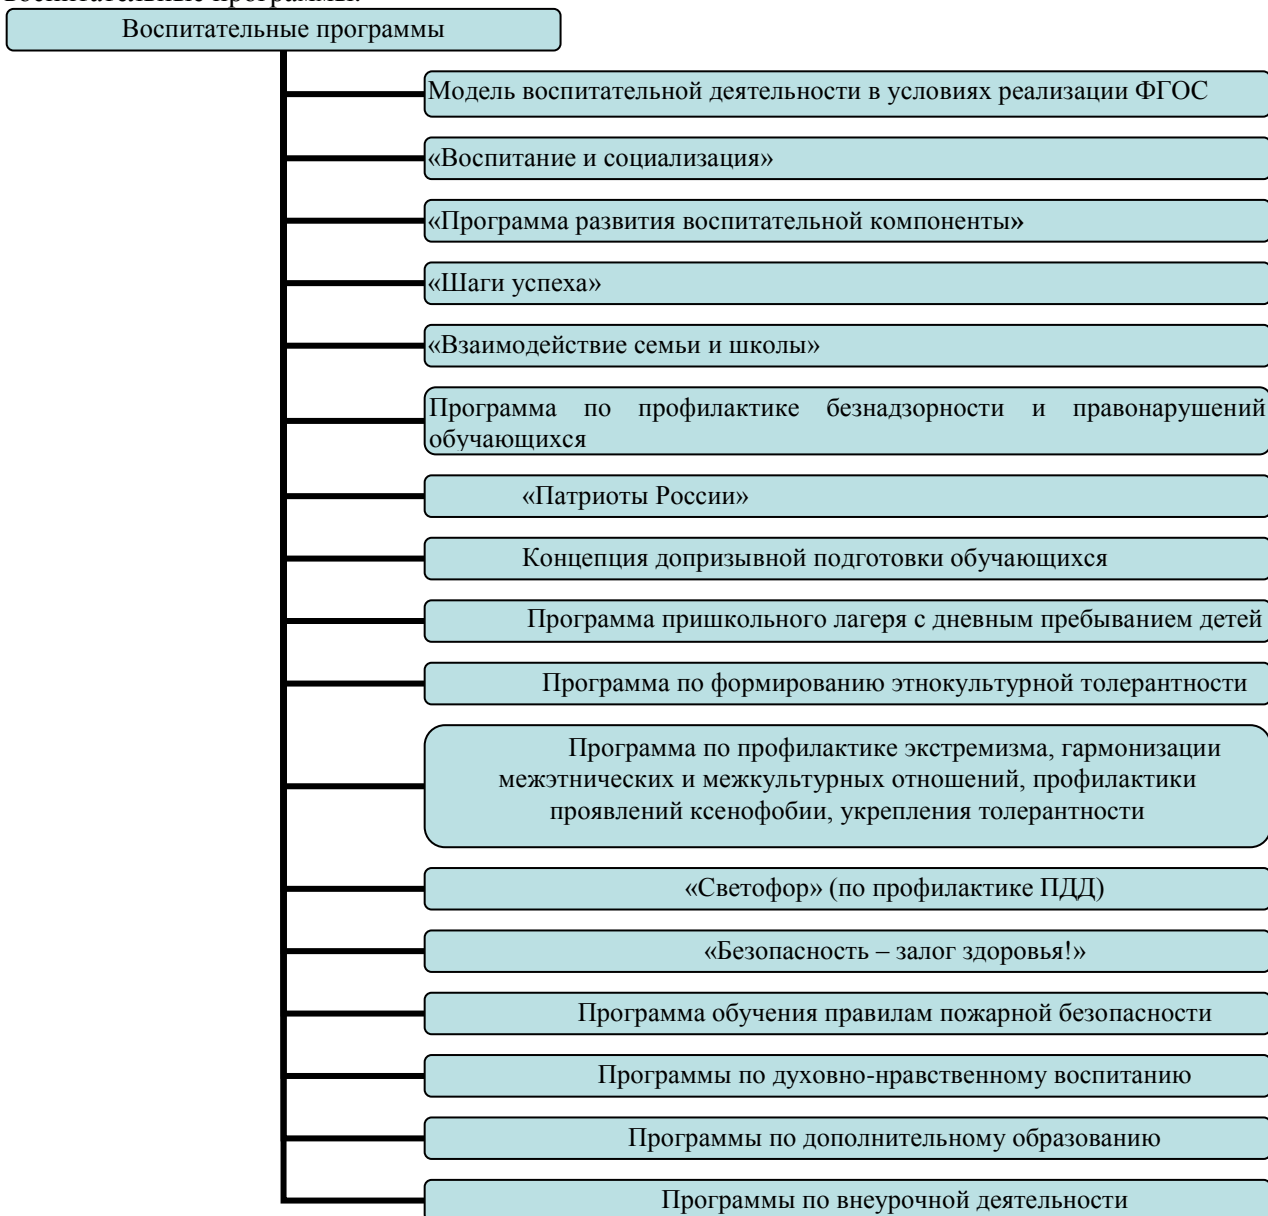 воспитательные программы.
Воспитательные программы
Модель воспитательной деятельности в условиях реализации ФГОС
«Воспитание и социализация»
«Программа развития воспитательной компоненты»
«Шаги успеха»
«Взаимодействие семьи и школы»
Программа по профилактике безнадзорности и правонарушений
обучающихся
«Патриоты России»
Концепция допризывной подготовки обучающихся
Программа пришкольного лагеря с дневным пребыванием детей
Программа по формированию этнокультурной толерантности
Программа по профилактике экстремизма, гармонизации
межэтнических и межкультурных отношений, профилактики
проявлений ксенофобии, укрепления толерантности
«Светофор» (по профилактике ПДД)
«Безопасность – залог здоровья!»
Программа обучения правилам пожарной безопасности
Программы по духовно-нравственному воспитанию
Программы по дополнительному образованию
Программы по внеурочной деятельности